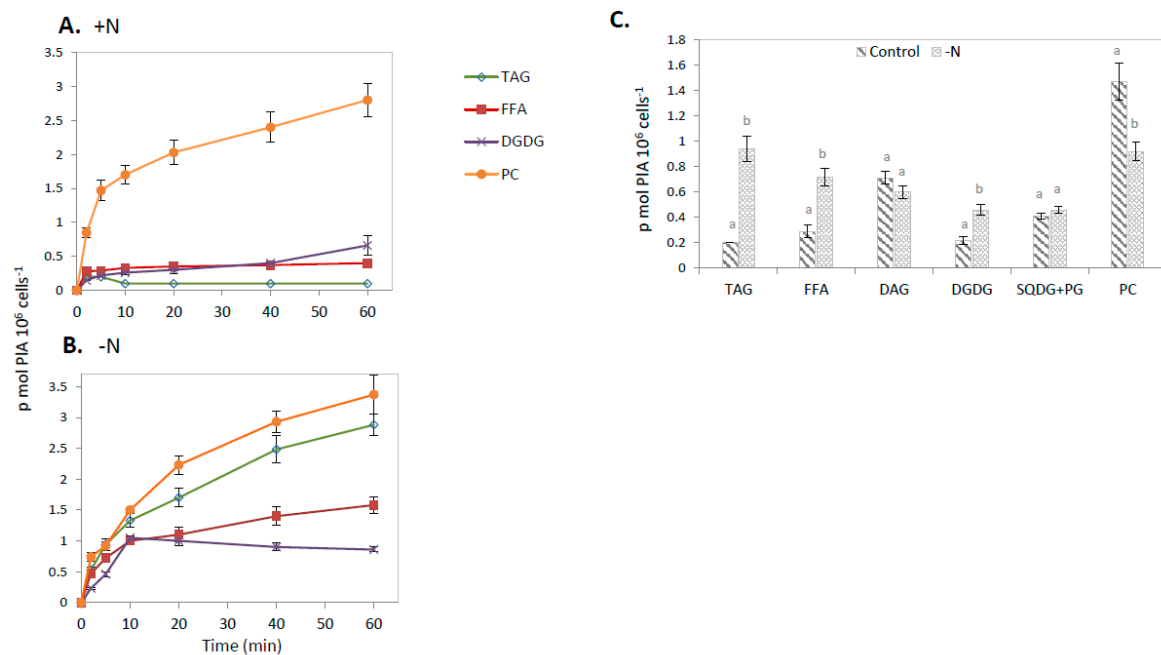 A. +N
p mol PIA 10⁶ cells⁻¹
3.5
3
2.5
2
1.5
1
0.5
0
0 10 20 30 40 50 60
TAG
FFA
DGDG
PC
B. -N
3.5
3
2.5
2
1.5
1
0.5
0
0 10 20 30 40 50 60
Time (min)
C.
p mol PIA 10⁶ cells⁻¹
1.8
1.6
1.4
1.2
1
0.8
0.6
0.4
0.2
0
Control -N
a b a b a a a b a a a b
TAG FFA DAG DGDG SQDG+PG PC